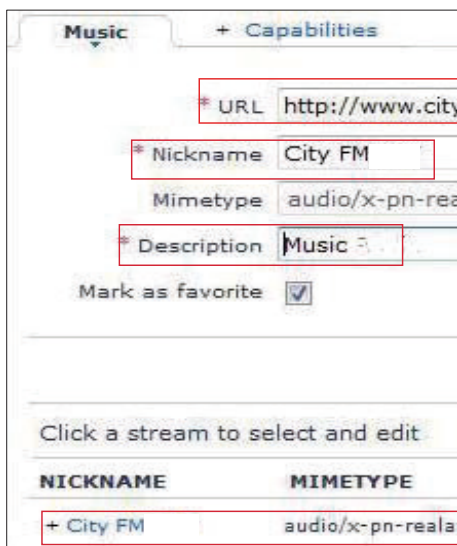 Music + Capabilities
* URL http://www.city
* Nickname City FM
Mimetype audio/x-pn-rea
* Description Music
Mark as favorite
Click a stream to select and edit
NICKNAME MIMETYPE
+ City FM audio/x-pn-reala